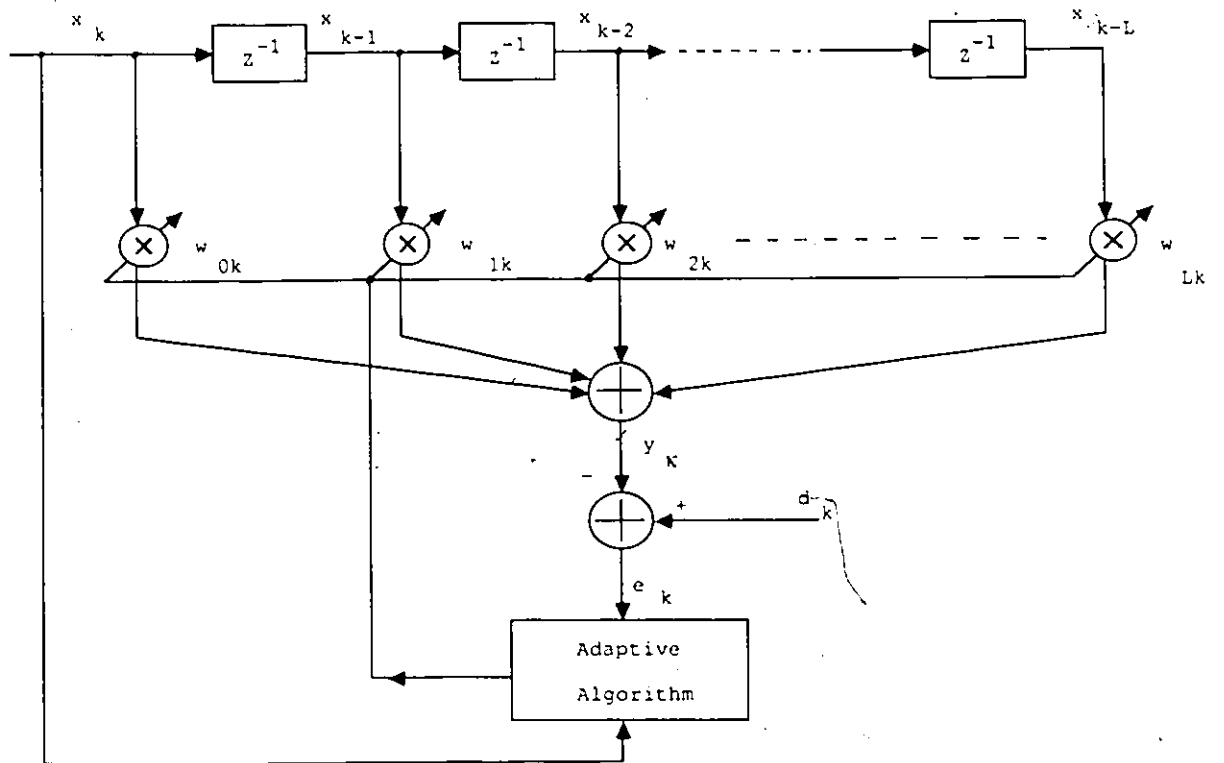 x k x k-1 x k-2 x k-L
z⁻¹ z⁻¹ z⁻¹
w 0k w 1k w 2k w Lk
y k
- + d k
e k
Adaptive
Algorithm